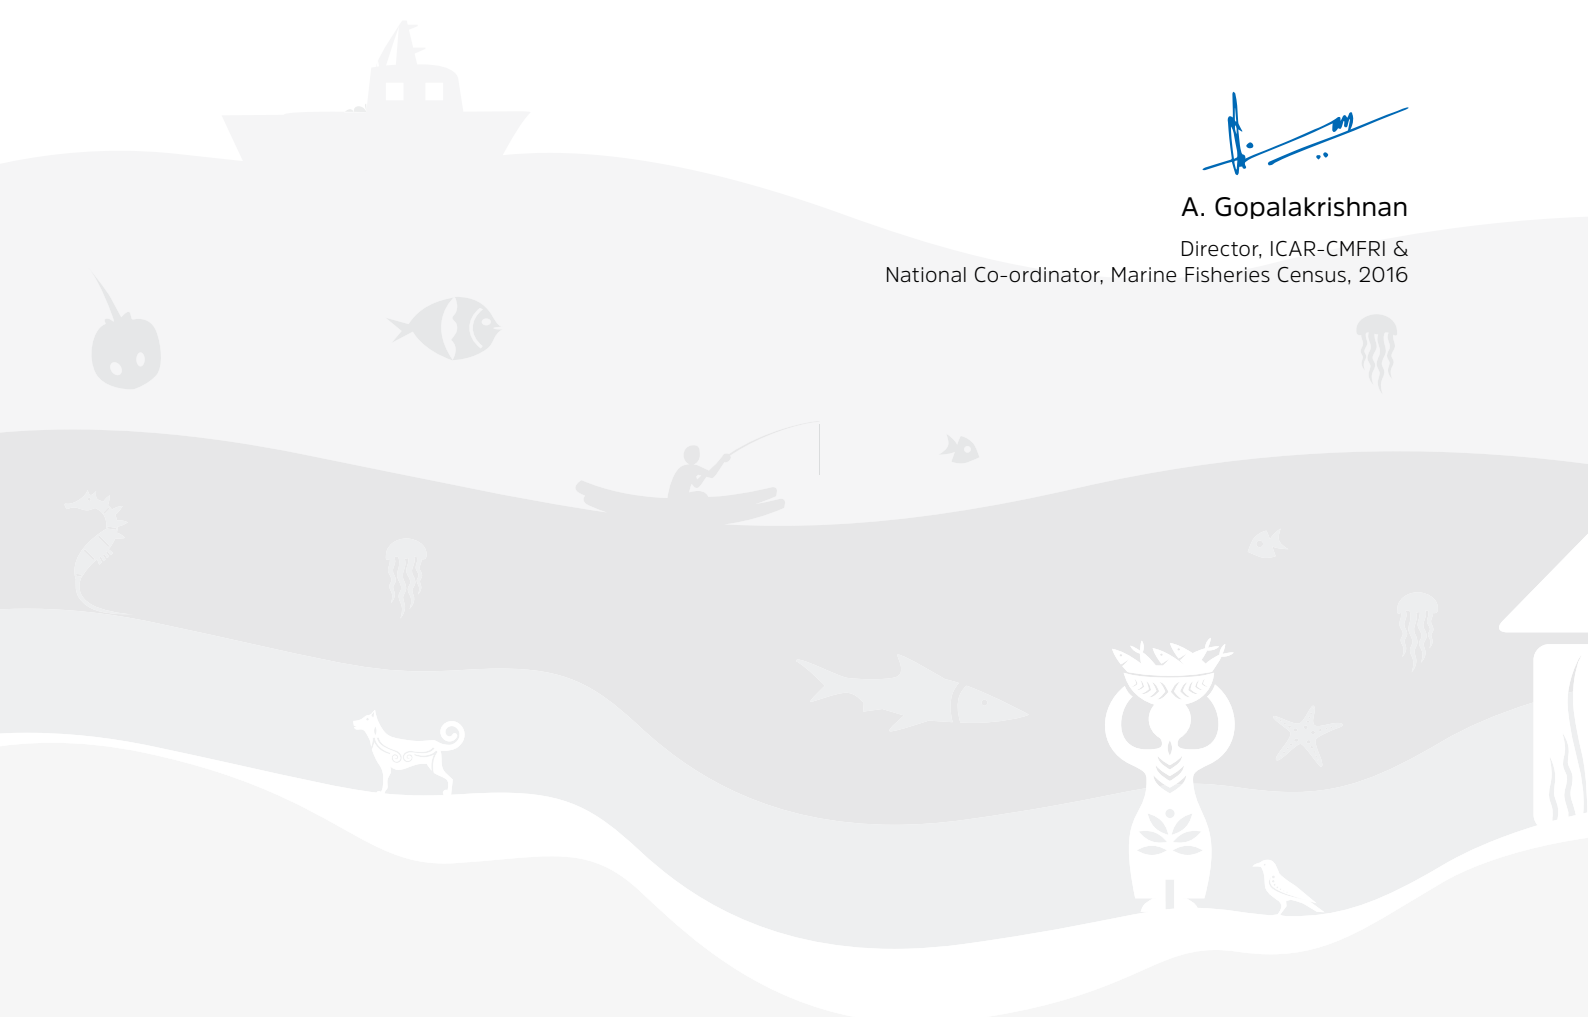 A. Gopalakrishnan
Director, ICAR-CMFRI &
National Co-ordinator, Marine Fisheries Census, 2016